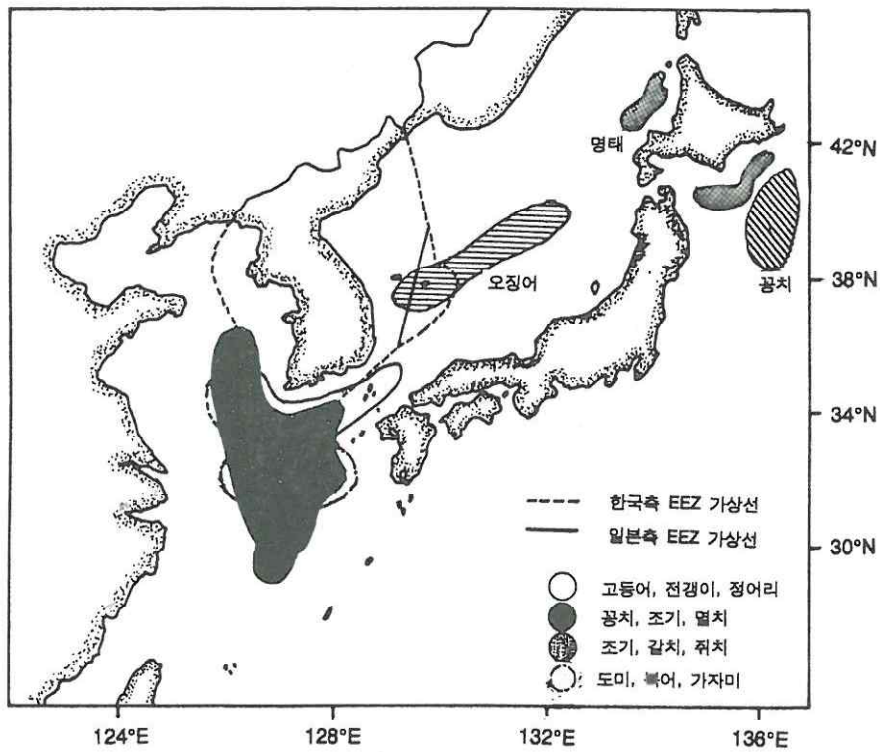 명태
42°N
오징어
38°N
꽁치
34°N
한국측 EEZ 가상선
일본측 EEZ 가상선
30°N
고등어, 전갱이, 정어리
꽁치, 조기, 멸치
조기, 갈치, 쥐치
도미, 복어, 가자미
124°E
128°E
132°E
136°E